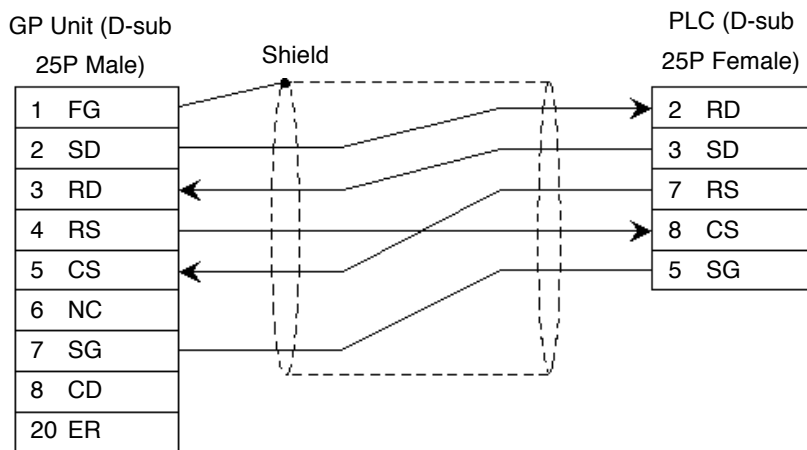 GP Unit (D-sub
25P Male)
Shield
PLC (D-sub
25P Female)
1 FG
2 SD
3 RD
4 RS
5 CS
6 NC
7 SG
8 CD
20 ER
2 RD
3 SD
7 RS
8 CS
5 SG